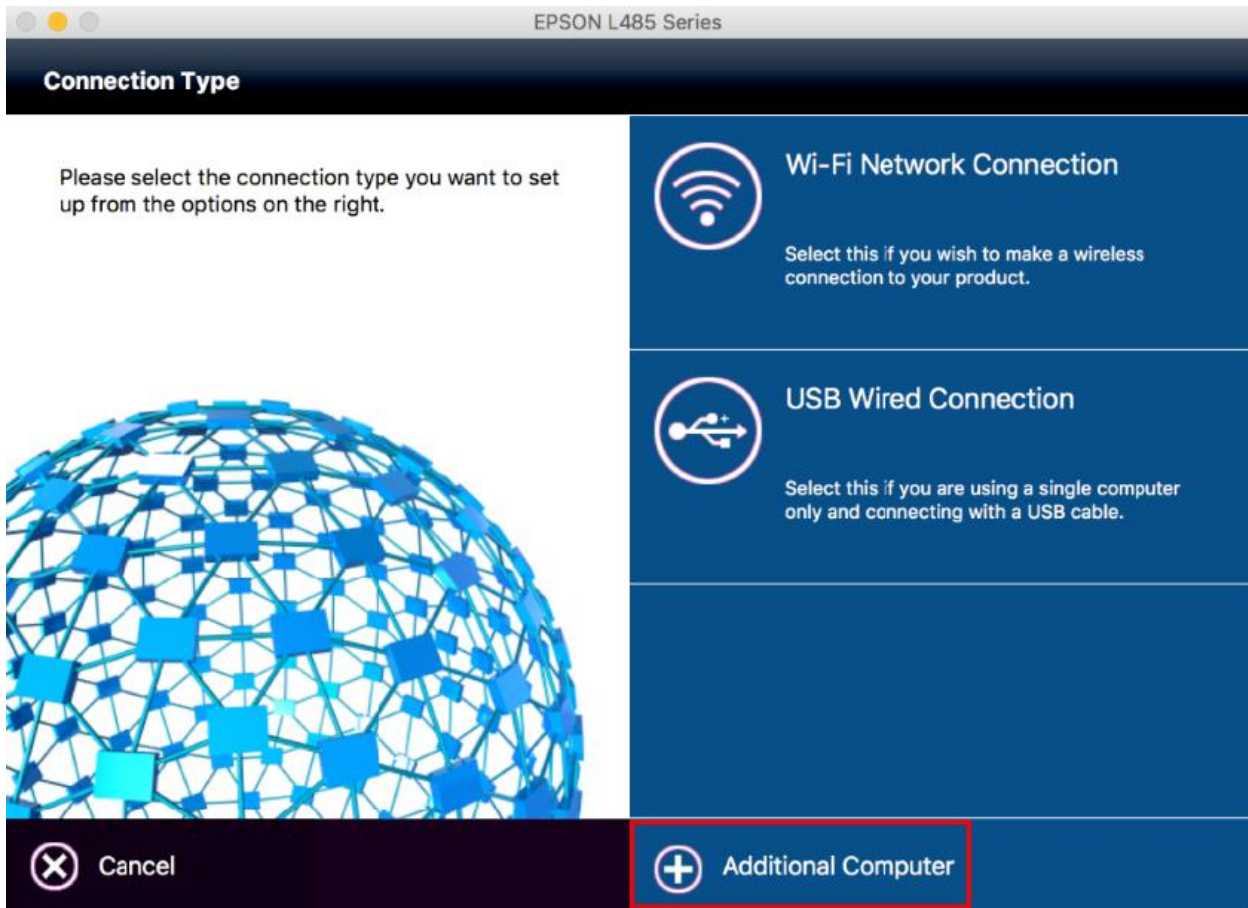 EPSON L485 Series
Connection Type
Please select the connection type you want to set
up from the options on the right.
Wi-Fi Network Connection
Select this if you wish to make a wireless
connection to your product.
USB Wired Connection
Select this if you are using a single computer
only and connecting with a USB cable.
Cancel
Additional Computer